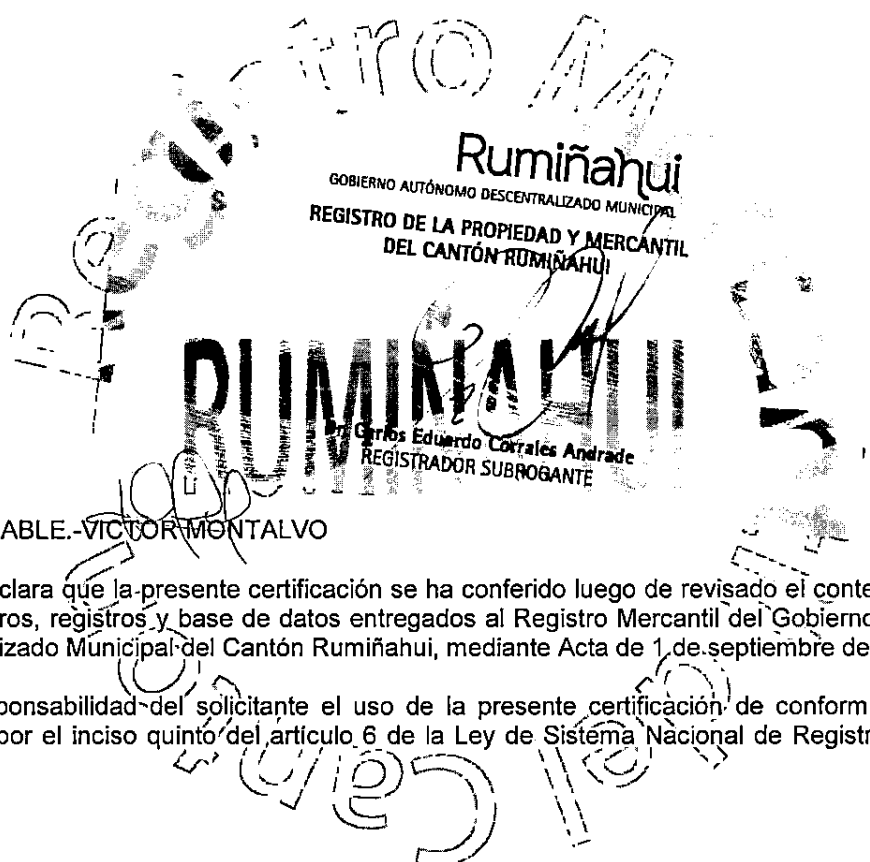 Registro M
Rumiñahui
GOBIERNO AUTÓNOMO DESCENTRALIZADO MUNICIPAL
REGISTRO DE LA PROPIEDAD Y MERCANTIL
DEL CANTÓN RUMIÑAHUI
RUMIÑAHUI
Dr. Carlos Eduardo Corrales Andrade
REGISTRADOR SUBROGANTE
ABLE.-VICTOR MONTALVO
clara que la presente certificación se ha conferido luego de revisado el conte
ros, registros y base de datos entregados al Registro Mercantil del Gobierno
izado Municipal del Cantón Rumiñahui, mediante Acta de 1 de septiembre de
ponsabilidad del solicitante el uso de la presente certificación de conform
por el inciso quinto del artículo 6 de la Ley de Sistema Nacional de Registr
del Cantón